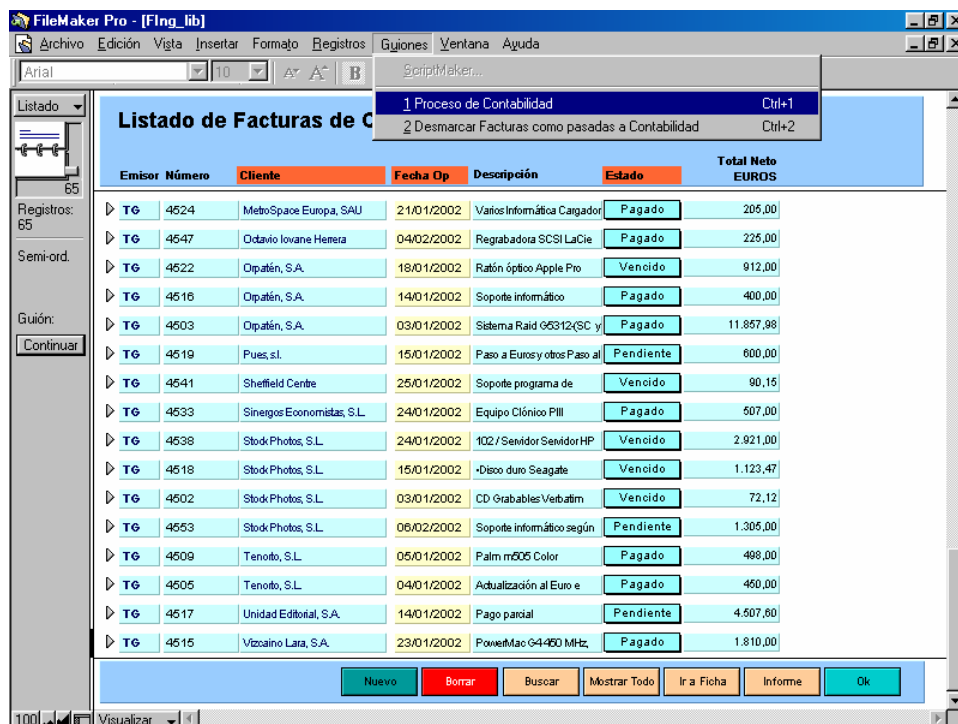 FileMaker Pro - [FIng_lib]
Archivo Edición Vista Insertar Formato Registros Guiones Ventana Ayuda
Arial 10 B
ScriptMaker...
1 Proceso de Contabilidad Ctrl+1
2 Desmarcar Facturas como pasadas a Contabilidad Ctrl+2
Listado
65
Registros:
65
Semi-ord.
Guión:
Continuar
Listado de Facturas de
Emisor Número Cliente Fecha Op Descripción Estado Total Neto EUROS
TG 4524 MetroSpace Europa, SAU 21/01/2002 Varios Informática Cargador Pagado 205,00
TG 4547 Octavio Iovane Herrera 04/02/2002 Regrabadora SCSI LaCie Pagado 225,00
TG 4522 Orpatén, S.A. 18/01/2002 Ratón óptico Apple Pro Vencido 912,00
TG 4516 Orpatén, S.A. 14/01/2002 Soporte informático Pagado 400,00
TG 4503 Orpatén, S.A. 03/01/2002 Sistema Raid G5312-(SC y Pagado 11.857,98
TG 4519 Pues, s.l. 15/01/2002 Paso a Euros y otros Paso al Pendiente 600,00
TG 4541 Sheffield Centre 25/01/2002 Soporte programa de Vencido 90,15
TG 4533 Sinergos Economistas, S.L. 24/01/2002 Equipo Clónico PIII Pagado 507,00
TG 4538 Stock Photos, S.L. 24/01/2002 102 / Servidor Servidor HP Vencido 2.921,00
TG 4518 Stock Photos, S.L. 15/01/2002 •Disco duro Seagate Vencido 1.123,47
TG 4502 Stock Photos, S.L. 03/01/2002 CD Grabables Verbatim Vencido 72,12
TG 4553 Stock Photos, S.L. 06/02/2002 Soporte informático según Pendiente 1.305,00
TG 4509 Tenorto, S.L. 05/01/2002 Palm m505 Color Pagado 498,00
TG 4505 Tenorto, S.L. 04/01/2002 Actualización al Euro e Pagado 450,00
TG 4517 Unidad Editorial, S.A. 14/01/2002 Pago parcial Pendiente 4.507,60
TG 4515 Vizcaino Lara, S.A. 23/01/2002 PowerMac G4 450 MHz, Pagado 1.810,00
Nuevo Borrar Buscar Mostrar Todo Ir a Ficha Informe Ok
100 Visualizar